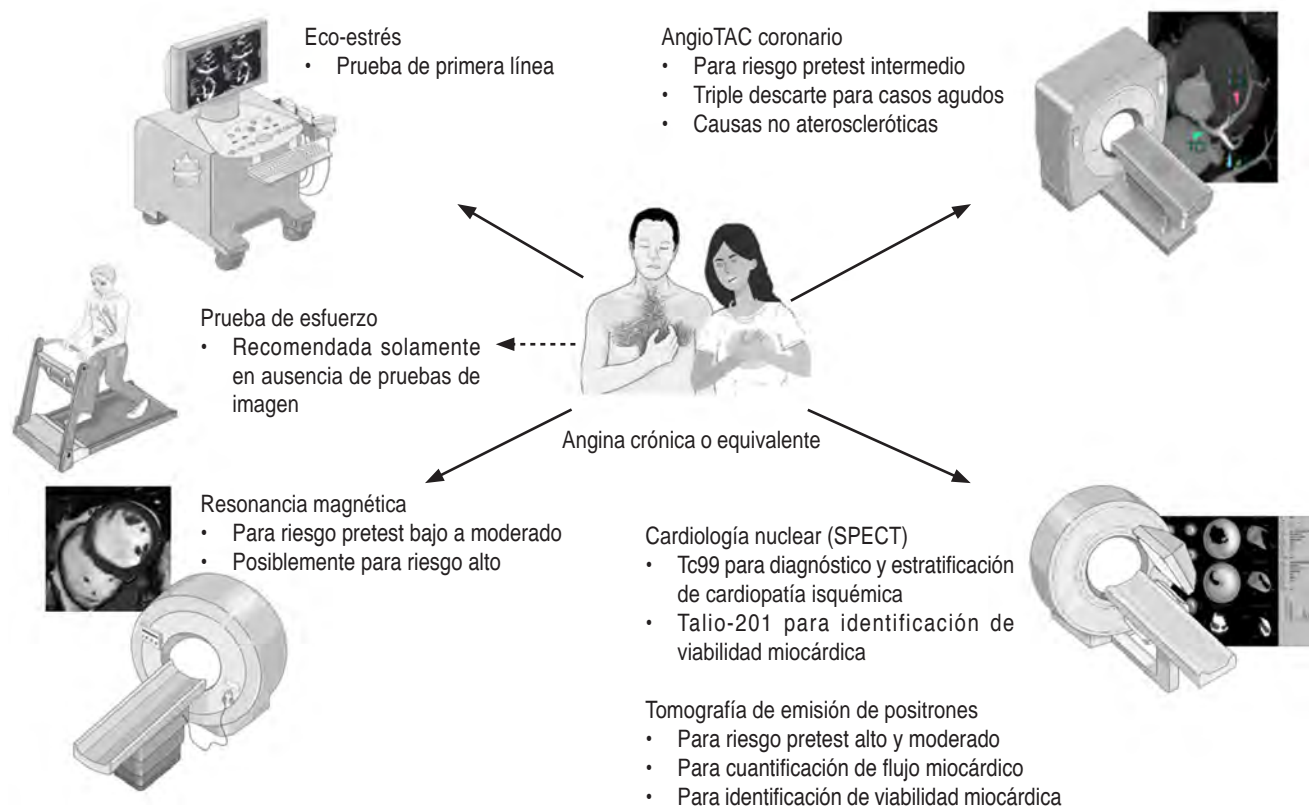 Eco-estrés
• Prueba de primera línea
AngioTAC coronario
• Para riesgo pretest intermedio
• Triple descarte para casos agudos
• Causas no ateroscleróticas
Prueba de esfuerzo
• Recomendada solamente
en ausencia de pruebas de
imagen
Angina crónica o equivalente
Resonancia magnética
• Para riesgo pretest bajo a moderado
• Posiblemente para riesgo alto
Cardiología nuclear (SPECT)
• Tc99 para diagnóstico y estratificación
de cardiopatía isquémica
• Talio-201 para identificación de
viabilidad miocárdica
Tomografía de emisión de positrones
• Para riesgo pretest alto y moderado
• Para cuantificación de flujo miocárdico
• Para identificación de viabilidad miocárdica